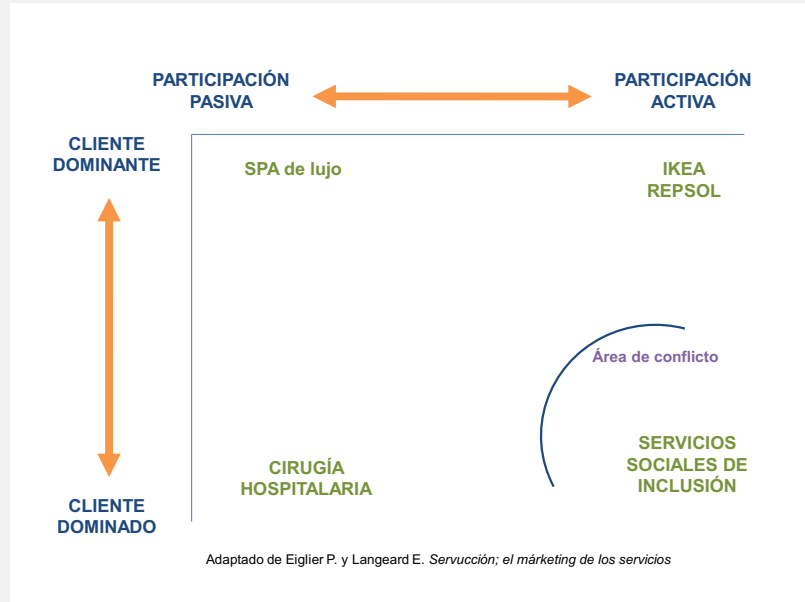 PARTICIPACIÓN
PASIVA
PARTICIPACIÓN
ACTIVA
CLIENTE
DOMINANTE
SPA de lujo
IKEA
REPSOL
Área de conflicto
CIRUGÍA
HOSPITALARIA
SERVICIOS
SOCIALES DE
INCLUSIÓN
CLIENTE
DOMINADO
Adaptado de Eiglier P. y Langeard E. Servucción; el márketing de los servicios